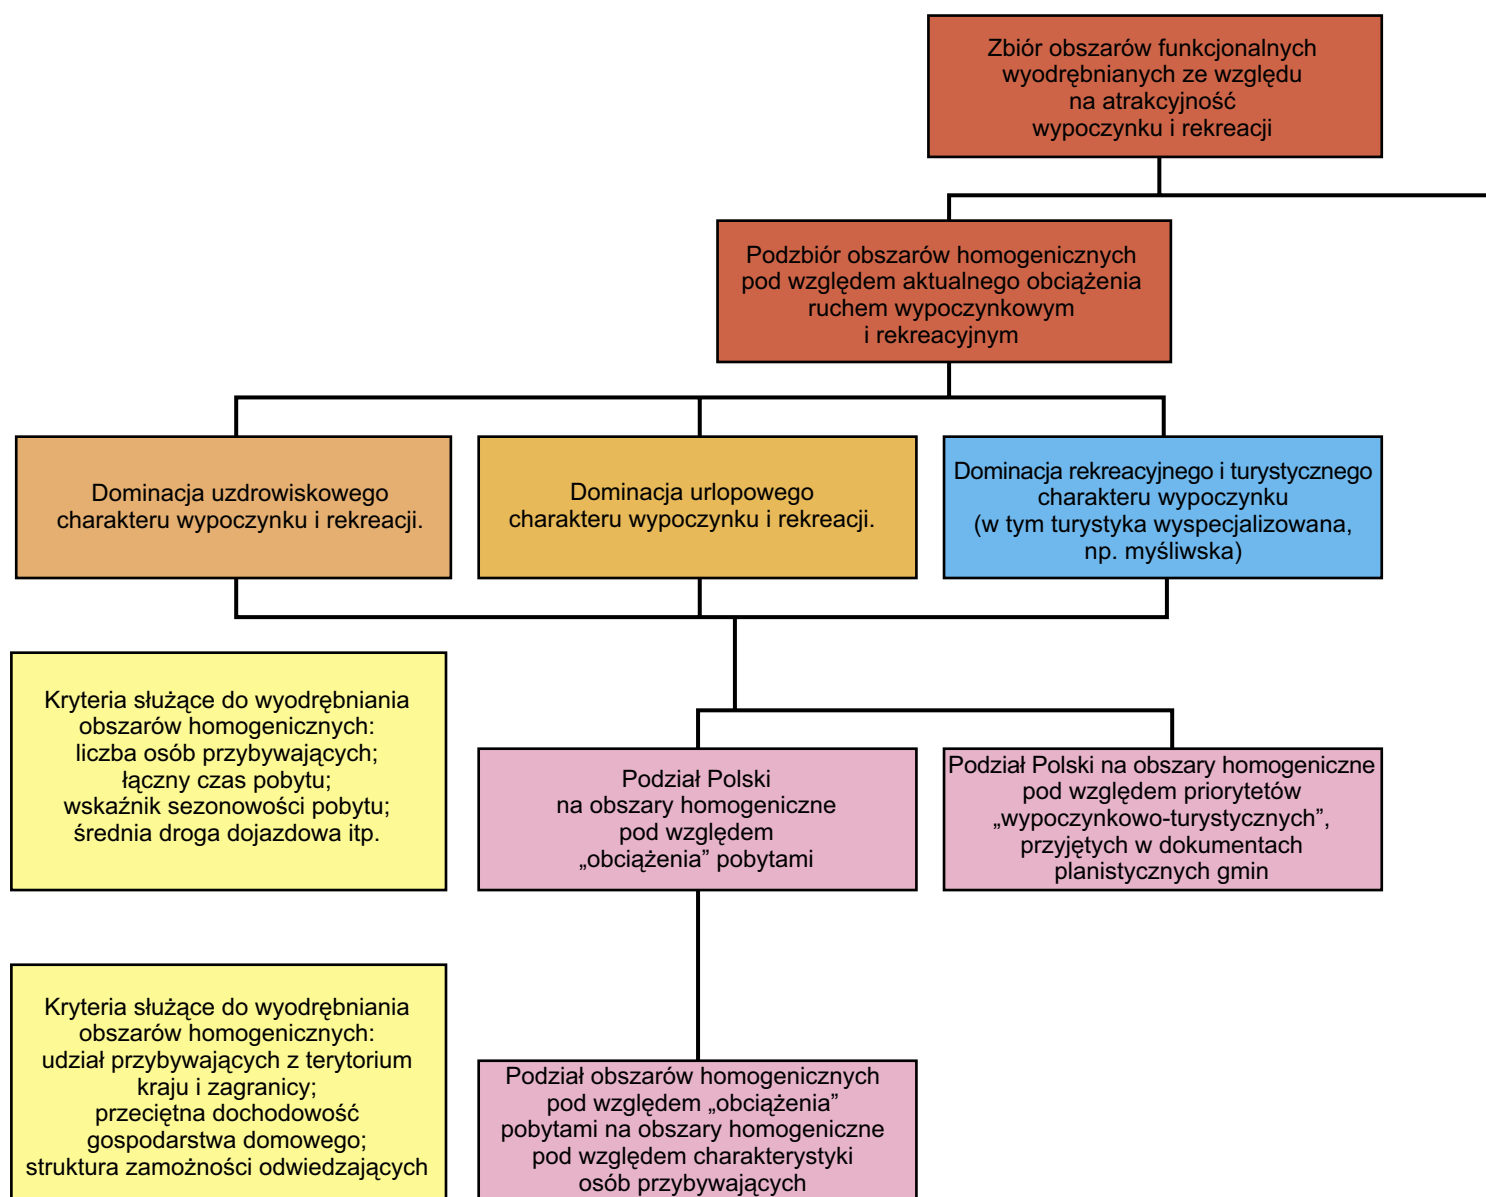 Zbiór obszarów funkcjonalnych
wyodrębnianych ze względu
na atrakcyjność
wypoczynku i rekreacji
Podzbiór obszarów homogenicznych
pod względem aktualnego obciążenia
ruchem wypoczynkowym
i rekreacyjnym
Dominacja uzdrowiskowego
charakteru wypoczynku i rekreacji.
Dominacja urlopowego
charakteru wypoczynku i rekreacji.
Dominacja rekreacyjnego i turystycznego
charakteru wypoczynku
(w tym turystyka wyspecjalizowana,
np. myśliwska)
Kryteria służące do wyodrębniania
obszarów homogenicznych:
liczba osób przybywających;
łączny czas pobytu;
wskaźnik sezonowości pobytu;
średnia droga dojazdowa itp.
Podział Polski
na obszary homogeniczne
pod względem
„obciążenia” pobytami
Podział Polski na obszary homogeniczne
pod względem priorytetów
„wypoczynkowo-turystycznych”,
przyjętych w dokumentach
planistycznych gmin
Kryteria służące do wyodrębniania
obszarów homogenicznych:
udział przybywających z terytorium
kraju i zagranicy;
przeciętna dochodowość
gospodarstwa domowego;
struktura zamożności odwiedzających
Podział obszarów homogenicznych
pod względem „obciążenia”
pobytami na obszary homogeniczne
pod względem charakterystyki
osób przybywających